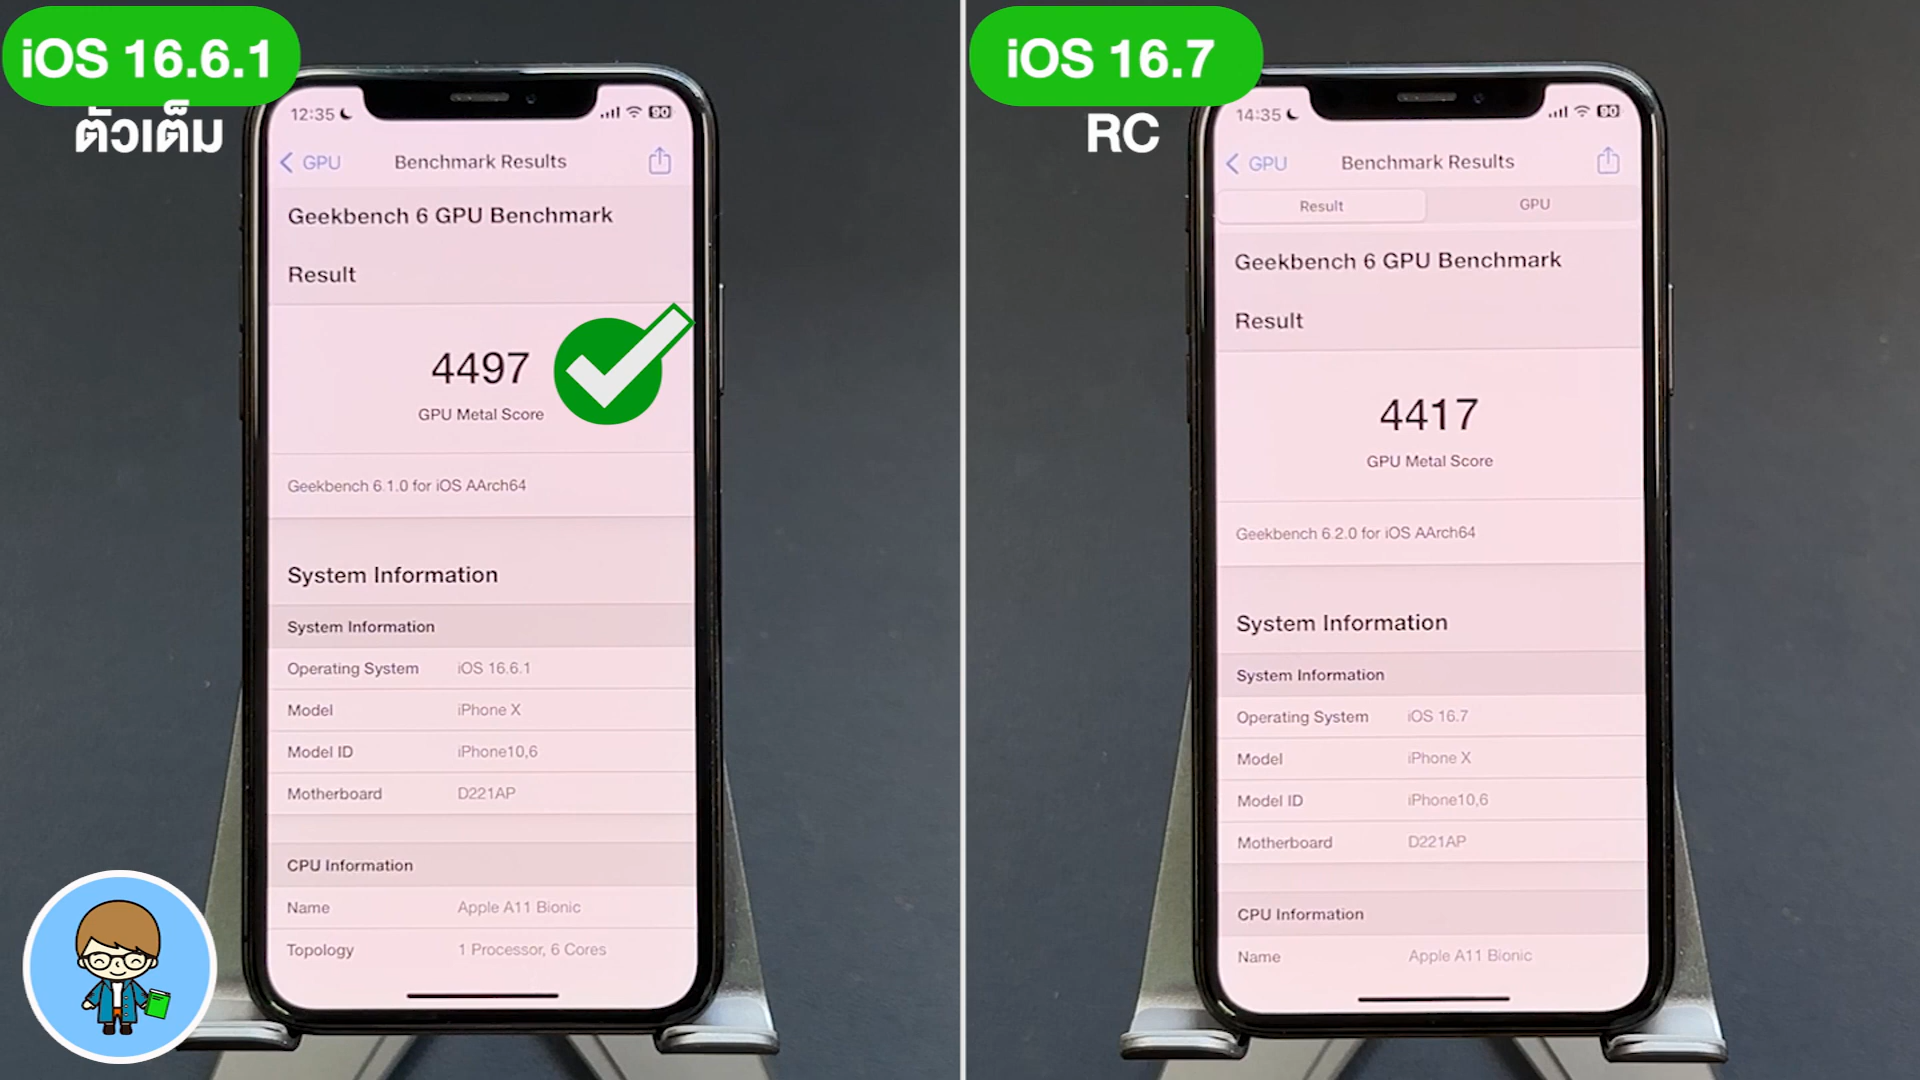 iOS 16.6.1
ตัวเต็ม
12:35
90
GPU
Benchmark Results
Geekbench 6 GPU Benchmark
Result
4497
GPU Metal Score
Geekbench 6.1.0 for iOS AArch64
System Information
System Information
Operating System iOS 16.6.1
Model iPhone X
Model ID iPhone10,6
Motherboard D221AP
CPU Information
Name Apple A11 Bionic
Topology 1 Processor, 6 Cores
iOS 16.7
RC
14:35
90
GPU
Benchmark Results
Result GPU
Geekbench 6 GPU Benchmark
Result
4417
GPU Metal Score
Geekbench 6.2.0 for iOS AArch64
System Information
System Information
Operating System iOS 16.7
Model iPhone X
Model ID iPhone10,6
Motherboard D221AP
CPU Information
Name Apple A11 Bionic